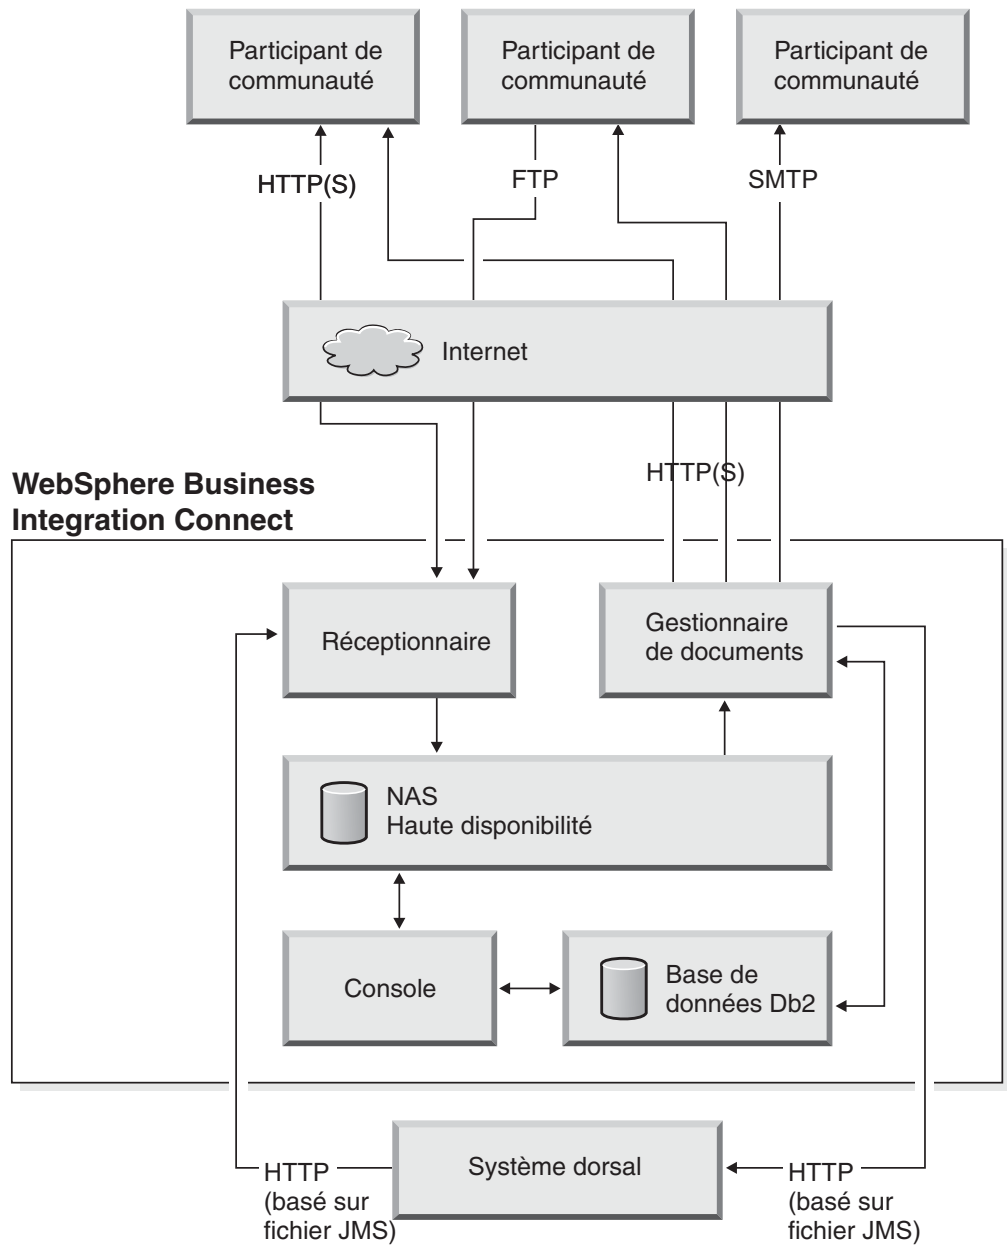 Participant de
communauté
Participant de
communauté
Participant de
communauté
HTTP(S)
FTP
SMTP
Internet
HTTP(S)
WebSphere Business
Integration Connect
Réceptionnaire
Gestionnaire
de documents
NAS
Haute disponibilité
Console
Base de
données Db2
Système dorsal
HTTP
(basé sur
fichier JMS)
HTTP
(basé sur
fichier JMS)